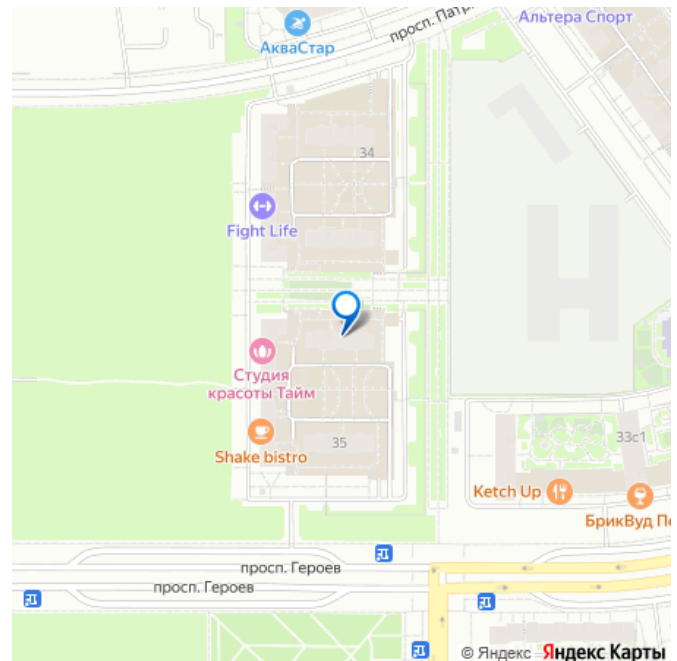 просп. Патр
Альтера Спорт
АкваСтар
34
Fight Life
Студия
красоты Тайм
35
Shake bistro
33с1
Ketch Up
БрикВуд Пе
просп. Героев
просп. Героев
© Яндекс Яндекс Карты